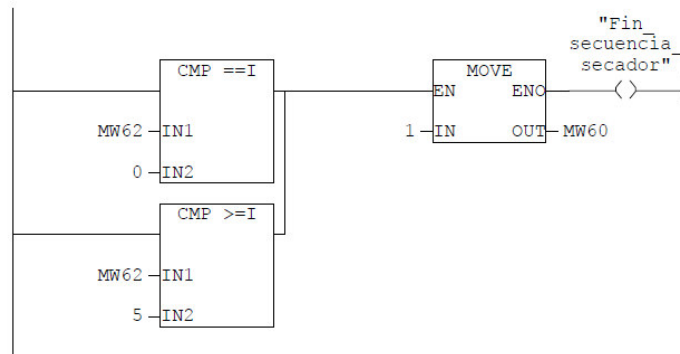 "Fin_
secuencia_
secador"
CMP ==I
MOVE
EN ENO
MW62 IN1
1 IN OUT MW60
0 IN2
CMP >=I
MW62 IN1
5 IN2